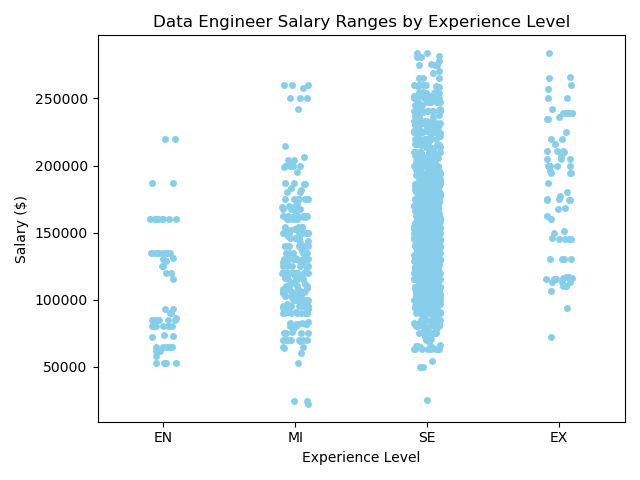 Data Engineer Salary Ranges by Experience Level
Salary ($)
250000
200000
150000
100000
50000
EN MI SE EX
Experience Level